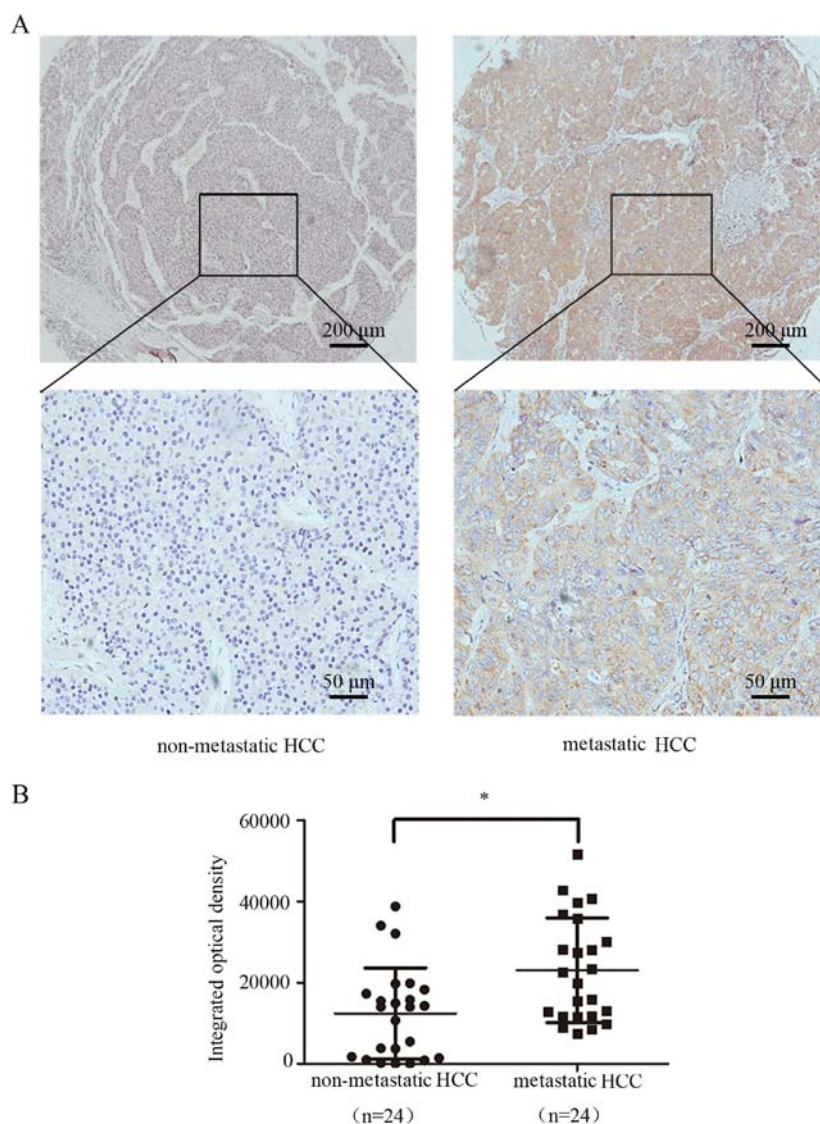 A
200 μm
200 μm
50 μm
50 μm
non-metastatic HCC
metastatic HCC
B
*
Integrated optical density
60000
40000
20000
0
non-metastatic HCC
metastatic HCC
（n=24）
（n=24）